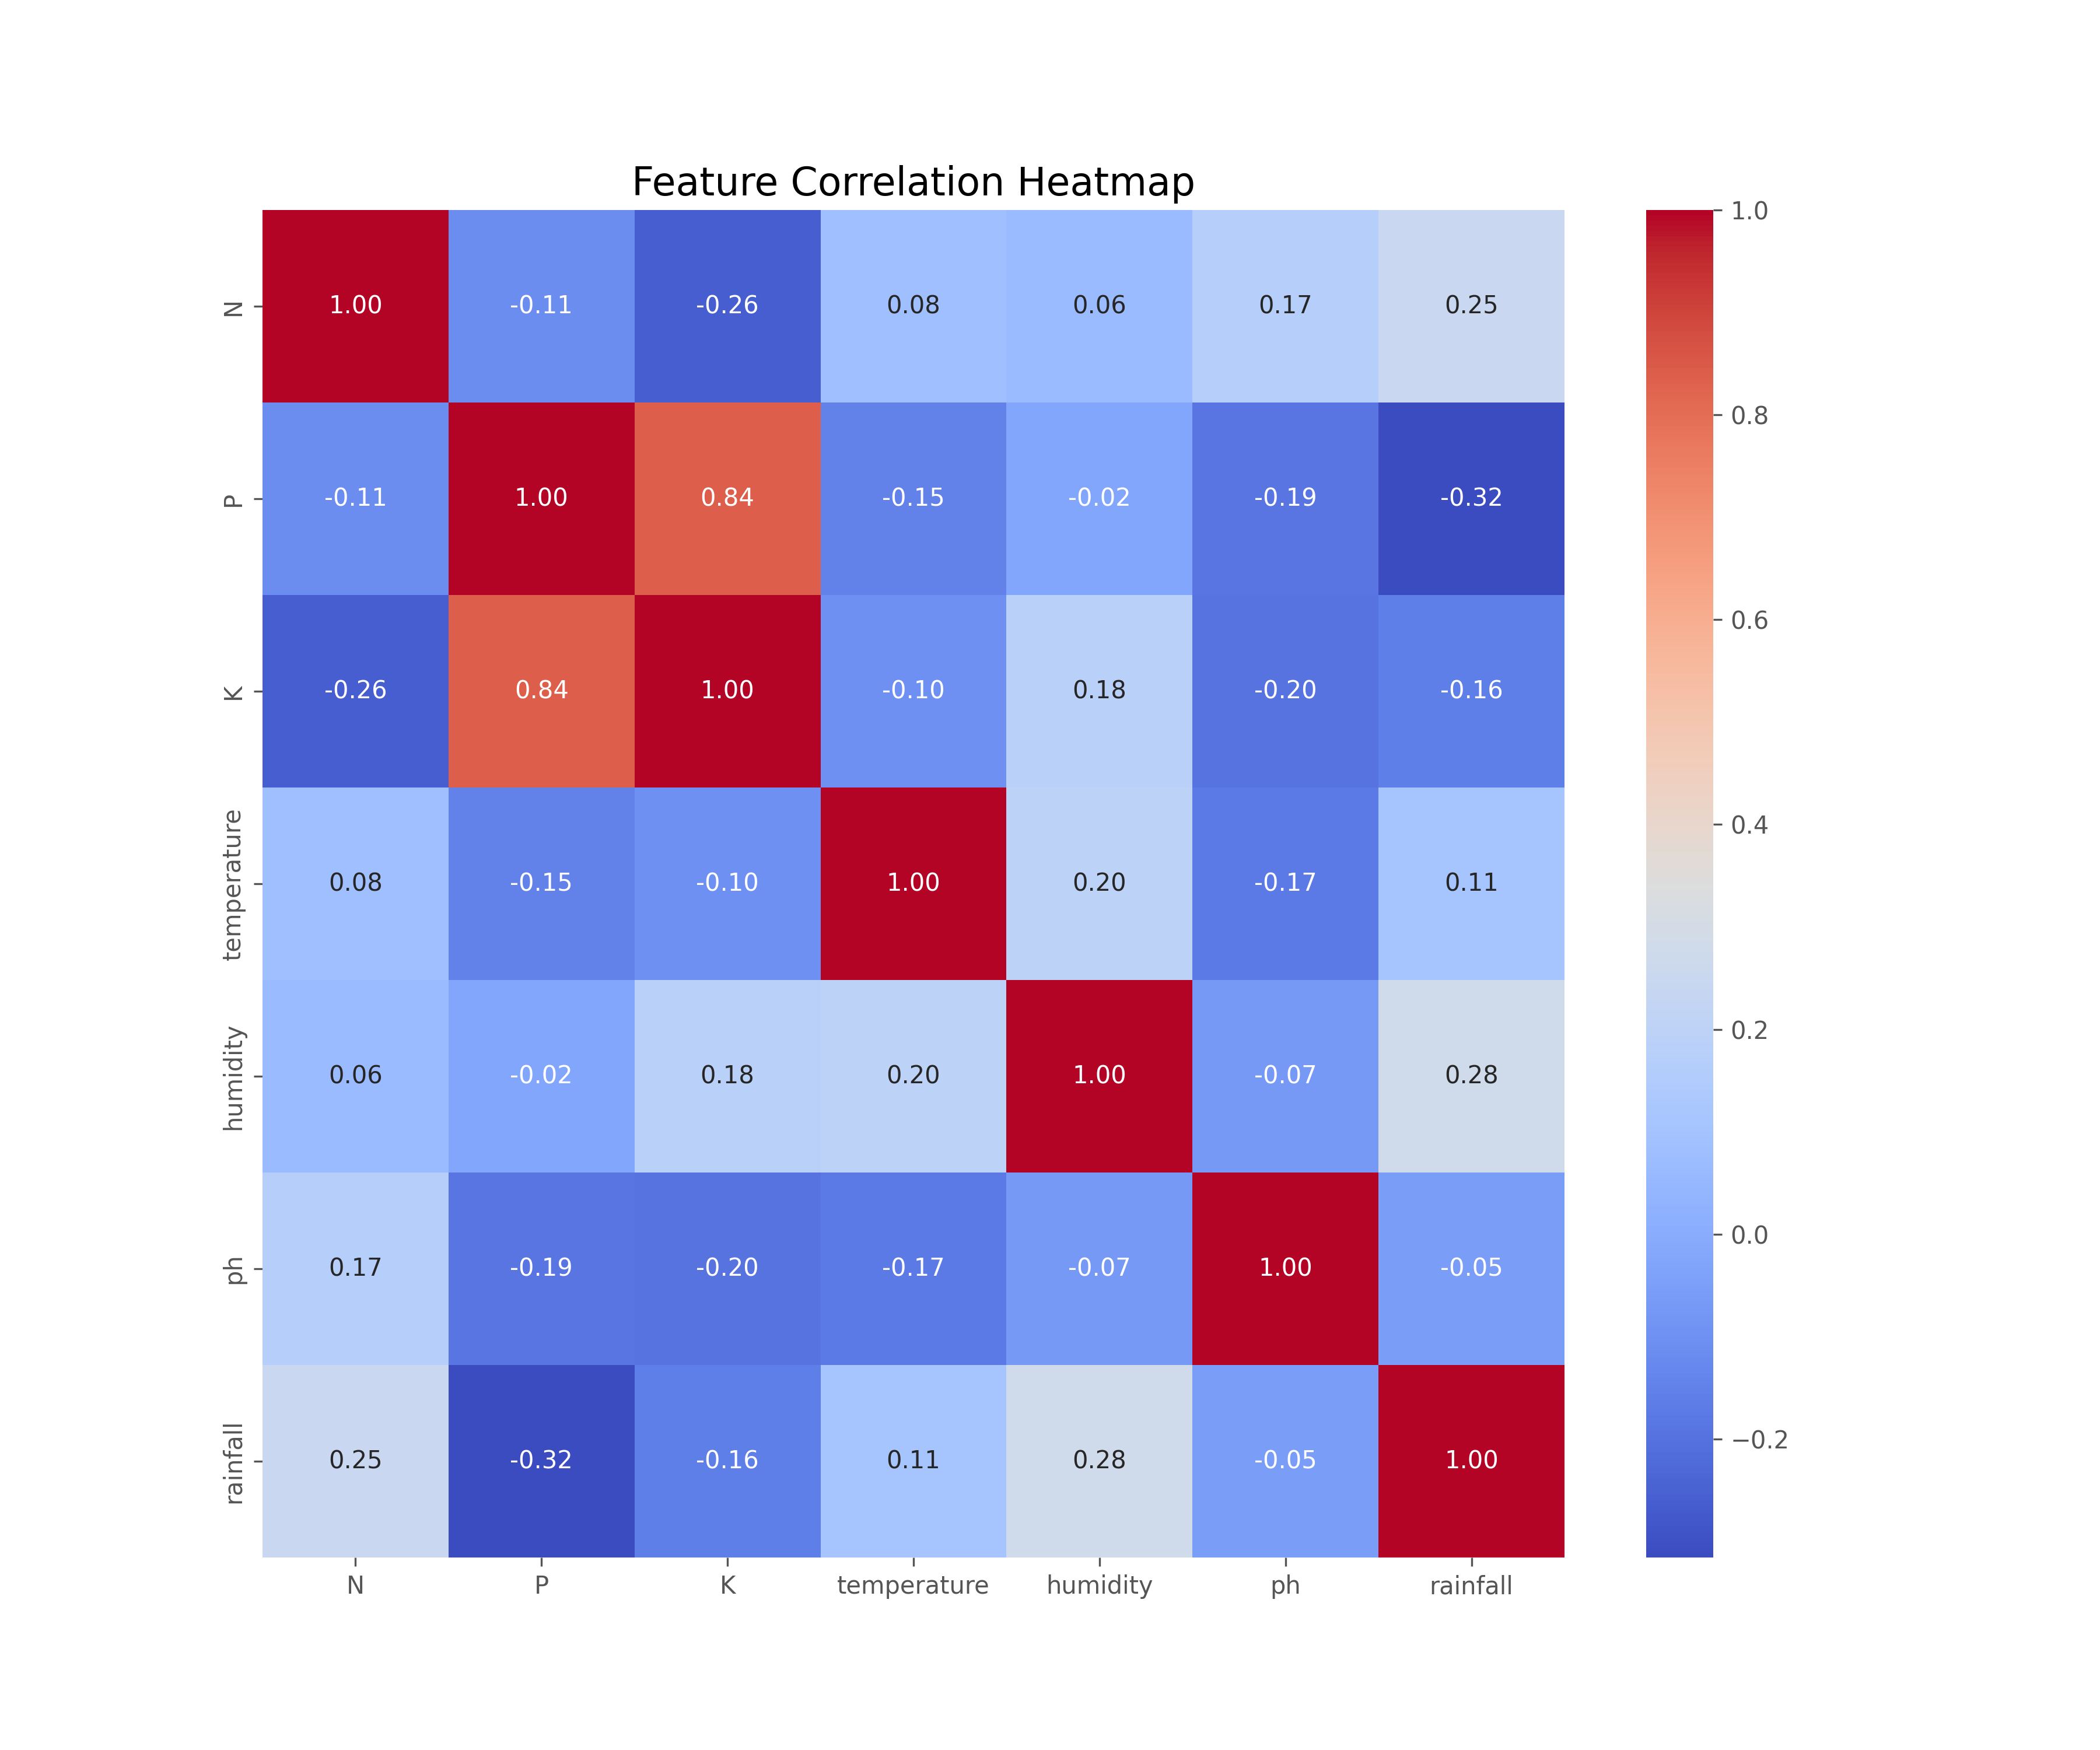 Feature Correlation Heatmap
N 1.00 -0.11 -0.26 0.08 0.06 0.17 0.25
P -0.11 1.00 0.84 -0.15 -0.02 -0.19 -0.32
K -0.26 0.84 1.00 -0.10 0.18 -0.20 -0.16
temperature 0.08 -0.15 -0.10 1.00 0.20 -0.17 0.11
humidity 0.06 -0.02 0.18 0.20 1.00 -0.07 0.28
ph 0.17 -0.19 -0.20 -0.17 -0.07 1.00 -0.05
rainfall 0.25 -0.32 -0.16 0.11 0.28 -0.05 1.00
N P K temperature humidity ph rainfall
1.0
0.8
0.6
0.4
0.2
0.0
−0.2